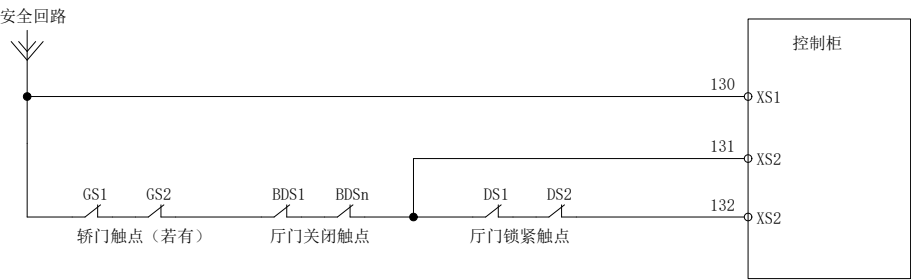 安全回路
控制柜
130
XS1
131
XS2
GS1 GS2 BDS1 BDSn DS1 DS2 132
XS2
轿门触点（若有） 厅门关闭触点 厅门锁紧触点